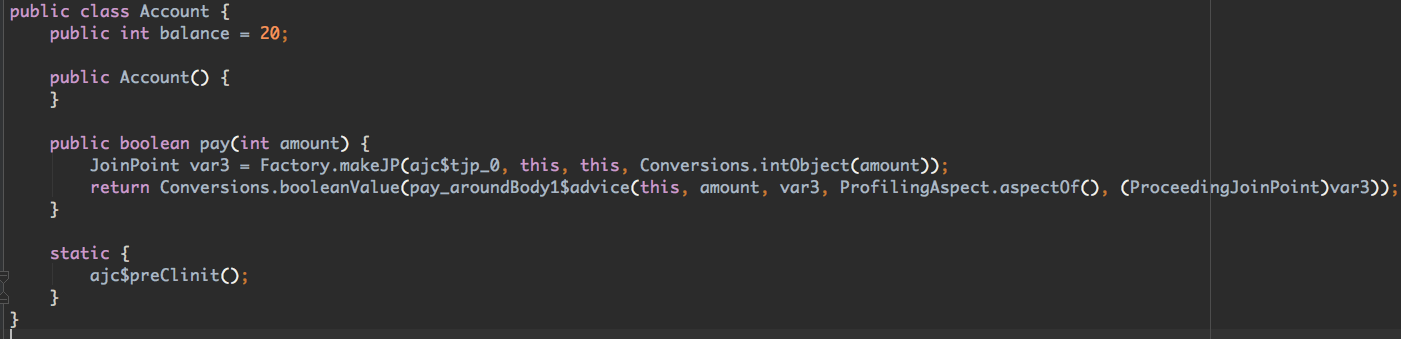 public class Account {
    public int balance = 20;
    public Account() {
    }
    public boolean pay(int amount) {
        JoinPoint var3 = Factory.makeJP(ajc$tjp_0, this, this, Conversions.intObject(amount));
        return Conversions.booleanValue(pay_aroundBody1$advice(this, amount, var3, ProfilingAspect.aspectOf(), (ProceedingJoinPoint)var3));
    }
    static {
        ajc$preClinit();
    }
}